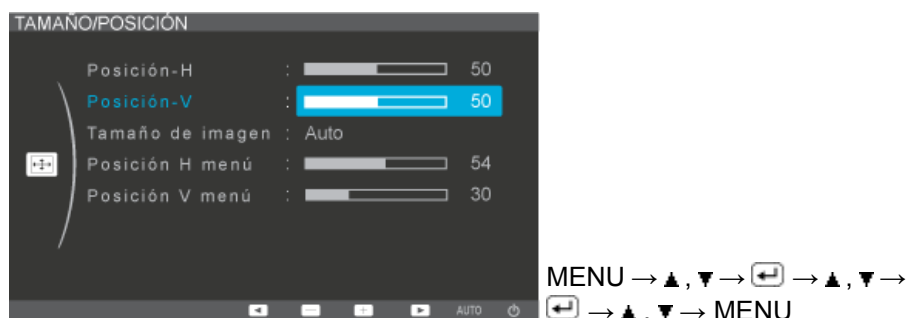 TAMAÑO/POSICIÓN
Posición-H : 50
Posición-V : 50
Tamaño de imagen : Auto
Posición H menú : 54
Posición V menú : 30
AUTO
MENU → ▲ , ▼ → ↵ → ▲ , ▼ →
↵ → ▲ , ▼ → MENU